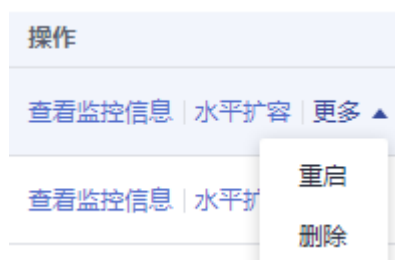 操作
查看监控信息 | 水平扩容 | 更多 ▲
重启
查看监控信息 | 水平扩
删除